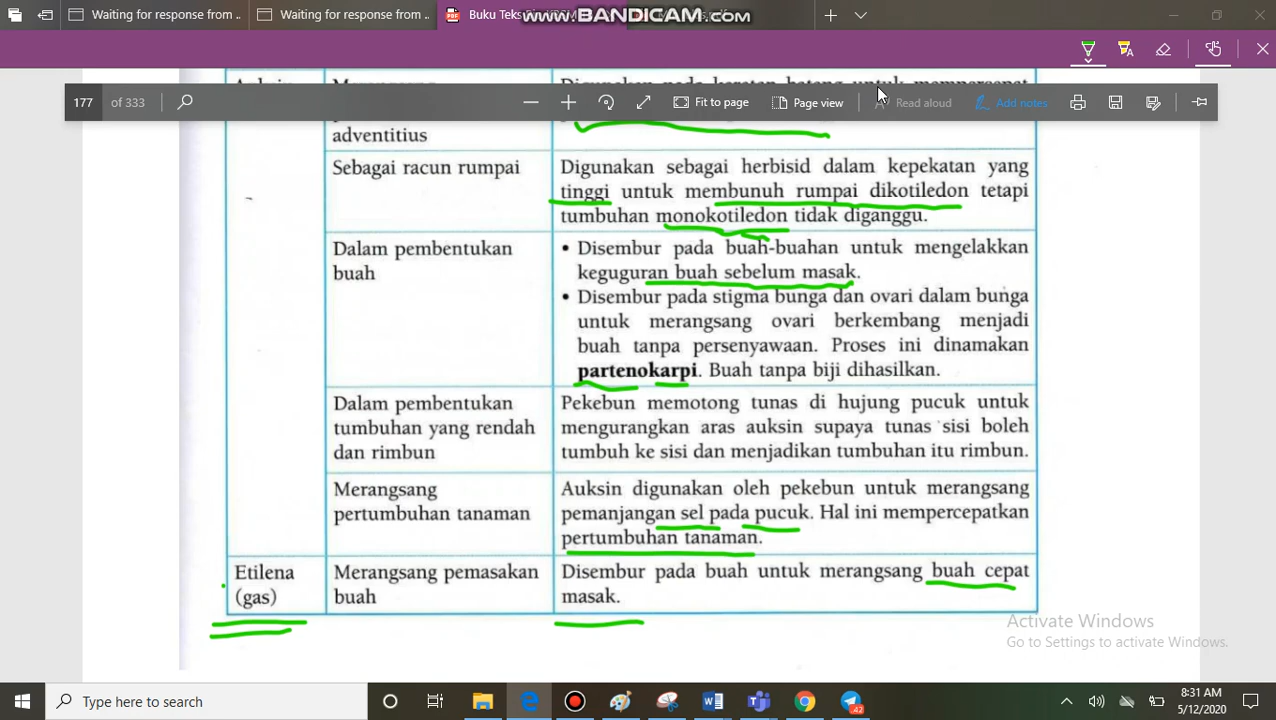 Waiting for response from
Waiting for response from
Buku Teks
www.BANDICAM.com
177 of 333
Fit to page
Page view
Read aloud
Add notes
adventitius
Sebagai racun rumpai
Digunakan sebagai herbisid dalam kepekatan yang
tinggi untuk membunuh rumpai dikotiledon tetapi
tumbuhan monokotiledon tidak diganggu.
Dalam pembentukan
buah
• Disembur pada buah-buahan untuk mengelakkan
keguguran buah sebelum masak.
• Disembur pada stigma bunga dan ovari dalam bunga
untuk merangsang ovari berkembang menjadi
buah tanpa persenyawaan. Proses ini dinamakan
partenokarpi. Buah tanpa biji dihasilkan.
Dalam pembentukan
tumbuhan yang rendah
dan rimbun
Pekebun memotong tunas di hujung pucuk untuk
mengurangkan aras auksin supaya tunas sisi boleh
tumbuh ke sisi dan menjadikan tumbuhan itu rimbun.
Merangsang
pertumbuhan tanaman
Auksin digunakan oleh pekebun untuk merangsang
pemanjangan sel pada pucuk. Hal ini mempercepatkan
pertumbuhan tanaman.
Etilena
(gas)
Merangsang pemasakan
buah
Disembur pada buah untuk merangsang buah cepat
masak.
Activate Windows
Go to Settings to activate Windows.
Type here to search
42
8:31 AM
5/12/2020